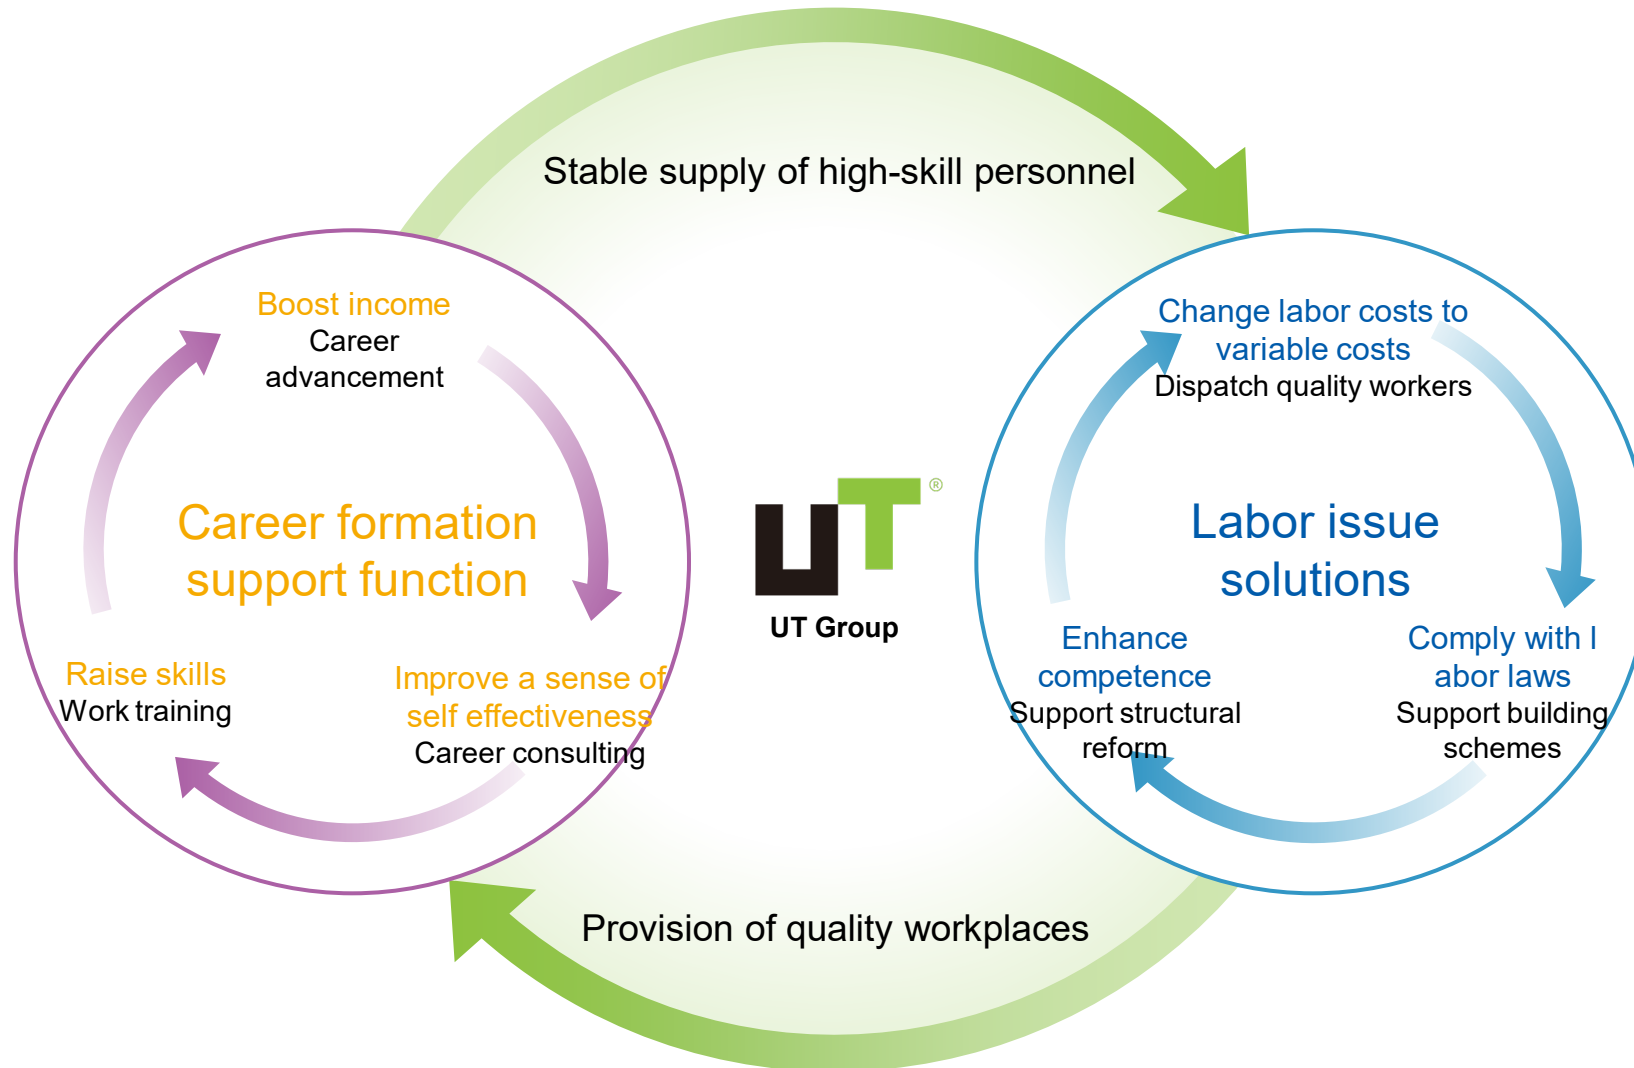 Stable supply of high-skill personnel
Boost income
Career
advancement
Career formation
support function
Raise skills
Work training
Improve a sense of
self effectiveness
Career consulting
UT®
UT Group
Change labor costs to
variable costs
Dispatch quality workers
Labor issue
solutions
Enhance
competence
Support structural
reform
Comply with l
abor laws
Support building
schemes
Provision of quality workplaces